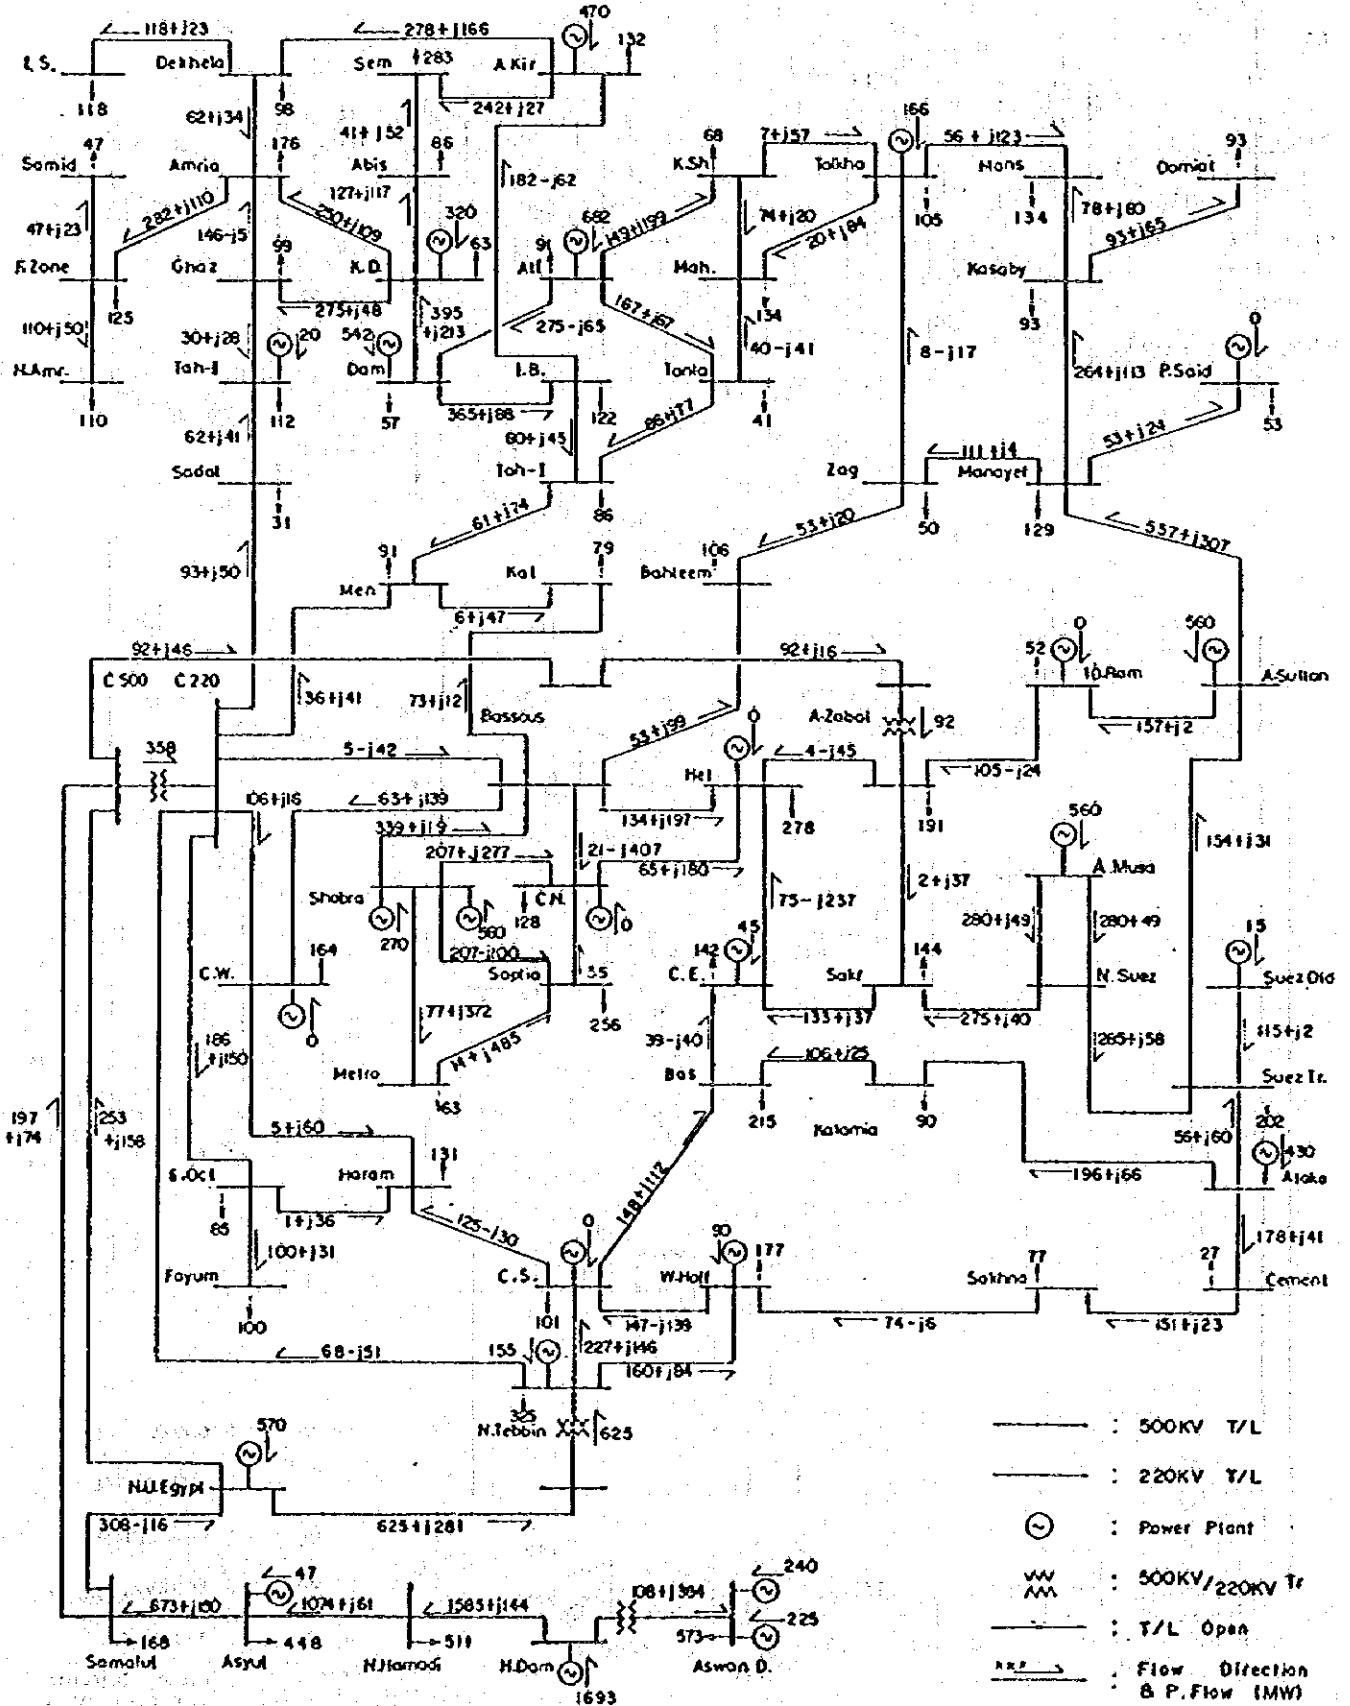 118+j23
278+j166
470
132
E.S.
Dekhela
Sem
283
A.Kir
118
62+j34
98
41+j52
242+j27
166
47
176
86
68
7+j57
56+j123
93
Samid
Amria
Abis
K.Sh
Talkha
Mans
Domiat
127+j117
182-j62
282+j110
250+j109
320
682
149+j199
74+j20
20+j84
105
134
78+j80
93+j65
47+j23
146-j5
99
63
91
F.Zone
Ghaz
K.D.
Atf
Mah.
Kasaby
125
275+j48
395
+j213
275-j65
167+j67
134
93
0
110+j50
30+j28
20
542
40-j41
8-j17
264+j113
P.Said
N.Amr.
Tah-II
Dam
I.B.
Tanta
110
112
57
365+j88
122
86+j77
41
53+j24
53
62+j41
60+j45
111+j4
Sadat
Tah-I
Zag
Manayef
31
61+j74
86
53+j20
50
129
557+j307
93+j50
91
79
106
Men
Kal
Bahteem
6+j47
92+j46
92+j16
52
0
560
C 500
C 220
36+j41
73+j12
Bassous
A.Zabal
92
10.Ram
A.Sultan
157+j2
358
5-j42
53+j99
0
4-j45
105-j24
Hel
106+j16
63+j139
134+j197
278
191
560
339+j19
207+j277
21-j407
65+j180
154+j31
A.Musa
Shobra
C.N.
75-j237
2+j37
280+j49
280+49
270
560
128
0
45
15
164
207-j100
142
144
C.W.
Soptia
35
C.E.
Sakr
N.Suez
Suez Old
0
77+j372
256
133+j37
275+j40
186
+j150
14+j485
39-j40
106+j25
285+j58
115+j2
Metro
Bas
Suez Tr.
63
215
Katamia
90
56+j60
202
430
197
+j74
253
+j158
5+j60
131
148+j112
196+j66
Ataka
6.Oct
Haram
85
1+j36
125-j30
0
90
177
77
27
178+j41
100+j31
Fayum
C.S.
W.Hoff
Sokhna
Cement
100
101
147-j139
74-j6
151+j23
68-j51
155
227+j146
160+j84
325
570
N.Tebbin
625
500KV T/L
N.U.Egypt
220KV T/L
308-j16
625+j281
: Power Plant
47
240
: 500KV/220KV Tr
673+j180
1074+j61
1585+j144
225
: T/L Open
168
448
511
573
Samalut
Asyut
N.Hamadi
H.Dam
Aswan D.
: Flow Direction
1693
& P.Flow (MW)